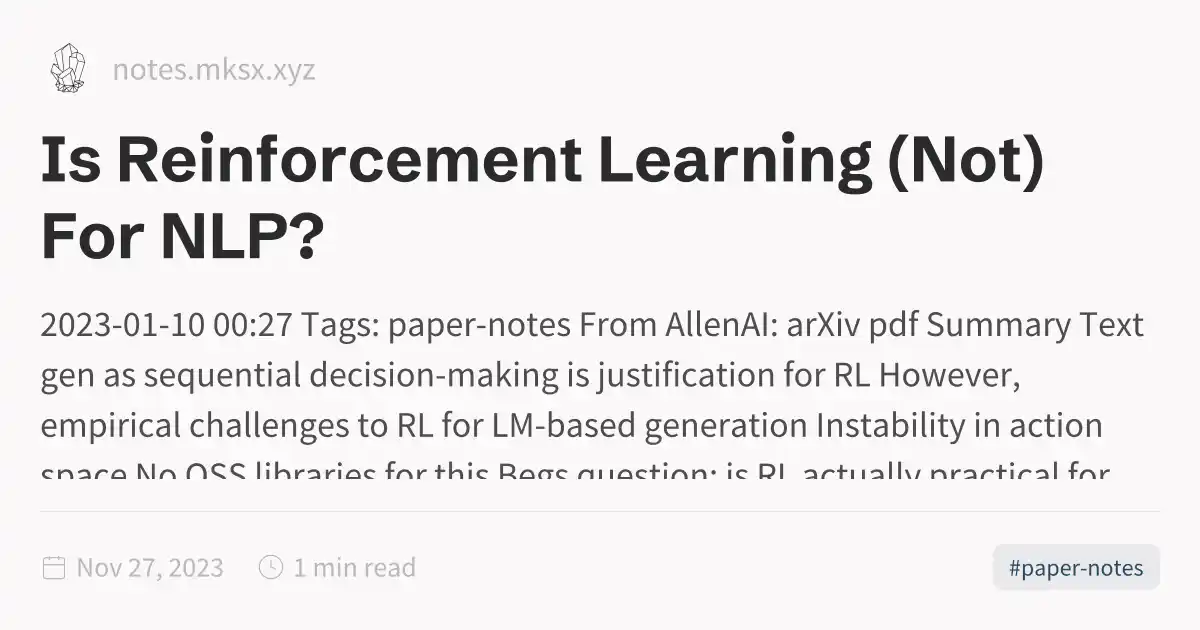 notes.mksx.xyz
Is Reinforcement Learning (Not)
For NLP?
2023-01-10 00:27 Tags: paper-notes From AllenAI: arXiv pdf Summary Text
gen as sequential decision-making is justification for RL However,
empirical challenges to RL for LM-based generation Instability in action
space No OSS libraries for this Begs question: is RL actually practical for
Nov 27, 2023 1 min read
#paper-notes